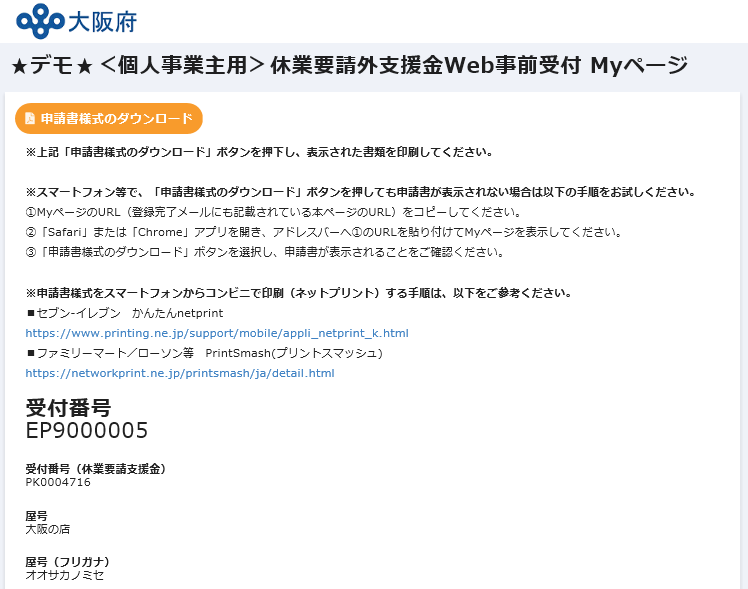 大阪府
★デモ★＜個人事業主用＞休業要請外支援金Web事前受付 Myページ
申請書様式のダウンロード
※上記「申請書様式のダウンロード」ボタンを押下し、表示された書類を印刷してください。
※スマートフォン等で、「申請書様式のダウンロード」ボタンを押しても申請書が表示されない場合は以下の手順をお試しください。
①MyページのURL（登録完了メールにも記載されている本ページのURL）をコピーしてください。
②「Safari」または「Chrome」アプリを開き、アドレスバーへ①のURLを貼り付けてMyページを表示してください。
③「申請書様式のダウンロード」ボタンを選択し、申請書が表示されることをご確認ください。
※申請書様式をスマートフォンからコンビニで印刷（ネットプリント）する手順は、以下をご参考ください。
■セブン-イレブン　かんたんnetprint
https://www.printing.ne.jp/support/mobile/appli_netprint_k.html
■ファミリーマート／ローソン等　PrintSmash(プリントスマッシュ)
https://networkprint.ne.jp/printsmash/ja/detail.html
受付番号
EP9000005
受付番号（休業要請支援金）
PK0004716
屋号
大阪の店
屋号（フリガナ）
オオサカノミセ